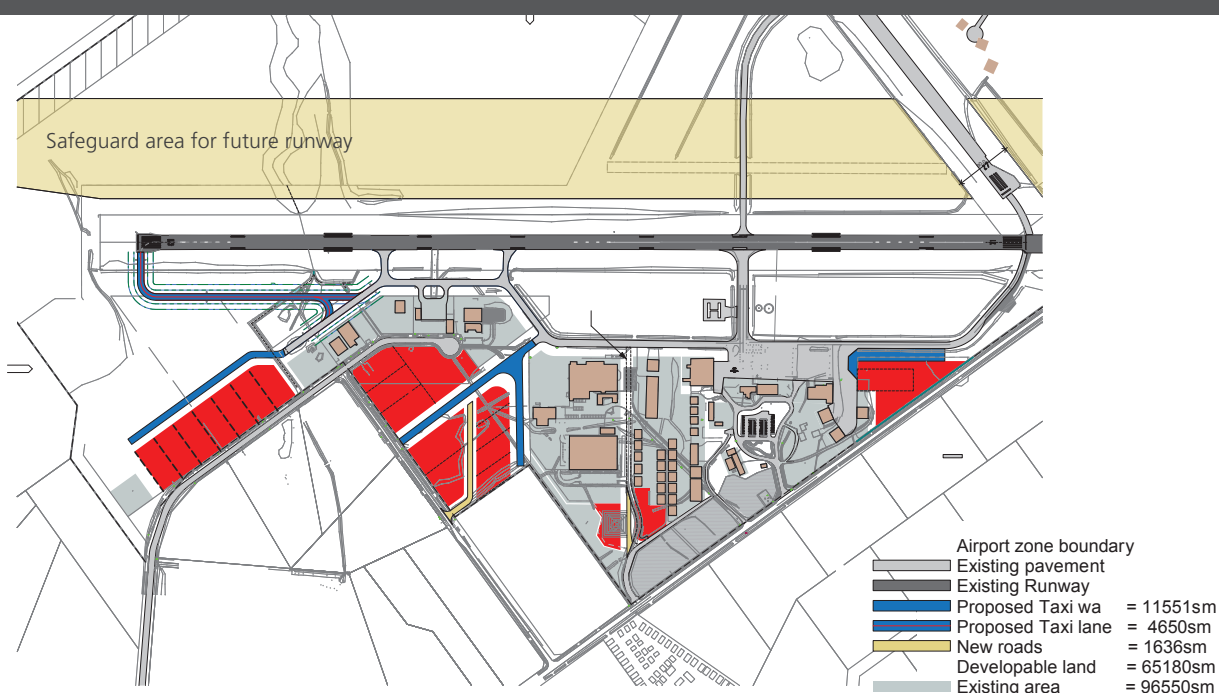 Safeguard area for future runway
Airport zone boundary
Existing pavement
Existing Runway
Proposed Taxi wa = 11551sm
Proposed Taxi lane = 4650sm
New roads = 1636sm
Developable land = 65180sm
Existing area = 96550sm